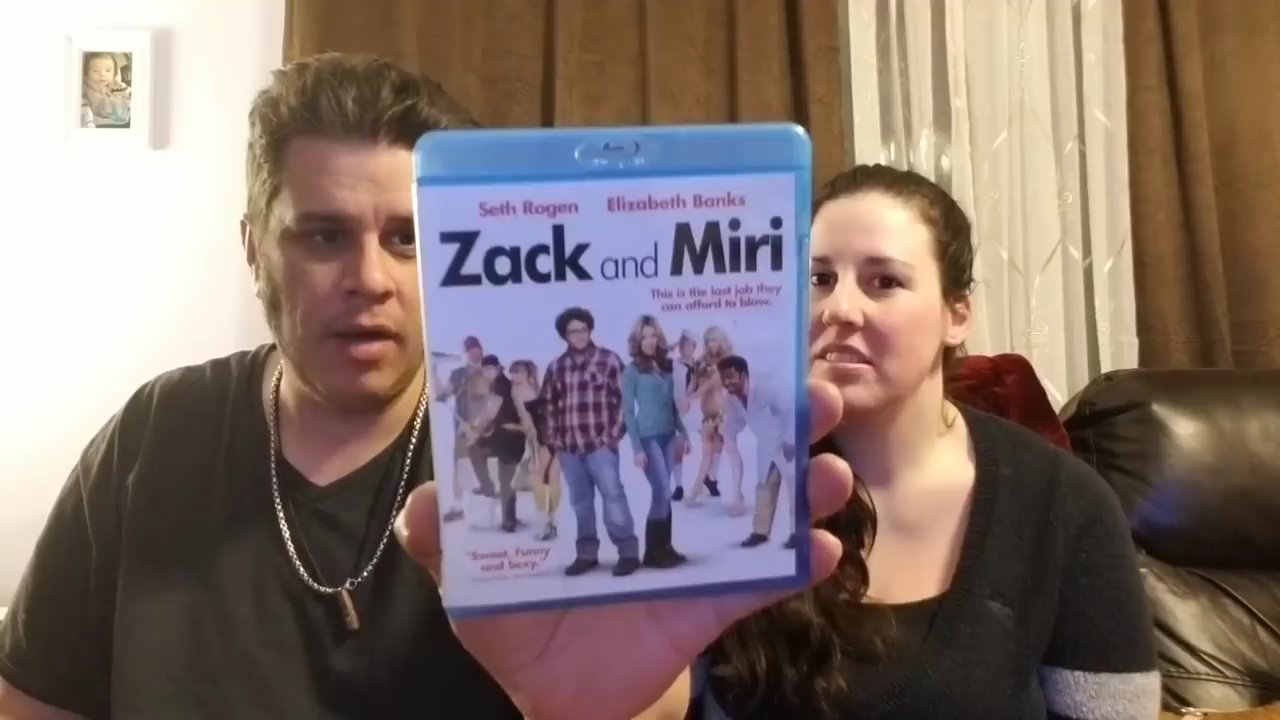 Seth Rogen Elizabeth Banks
Zack and Miri
This is the last job they
can afford to blow.
"Sweet, Funny
and Sexy."